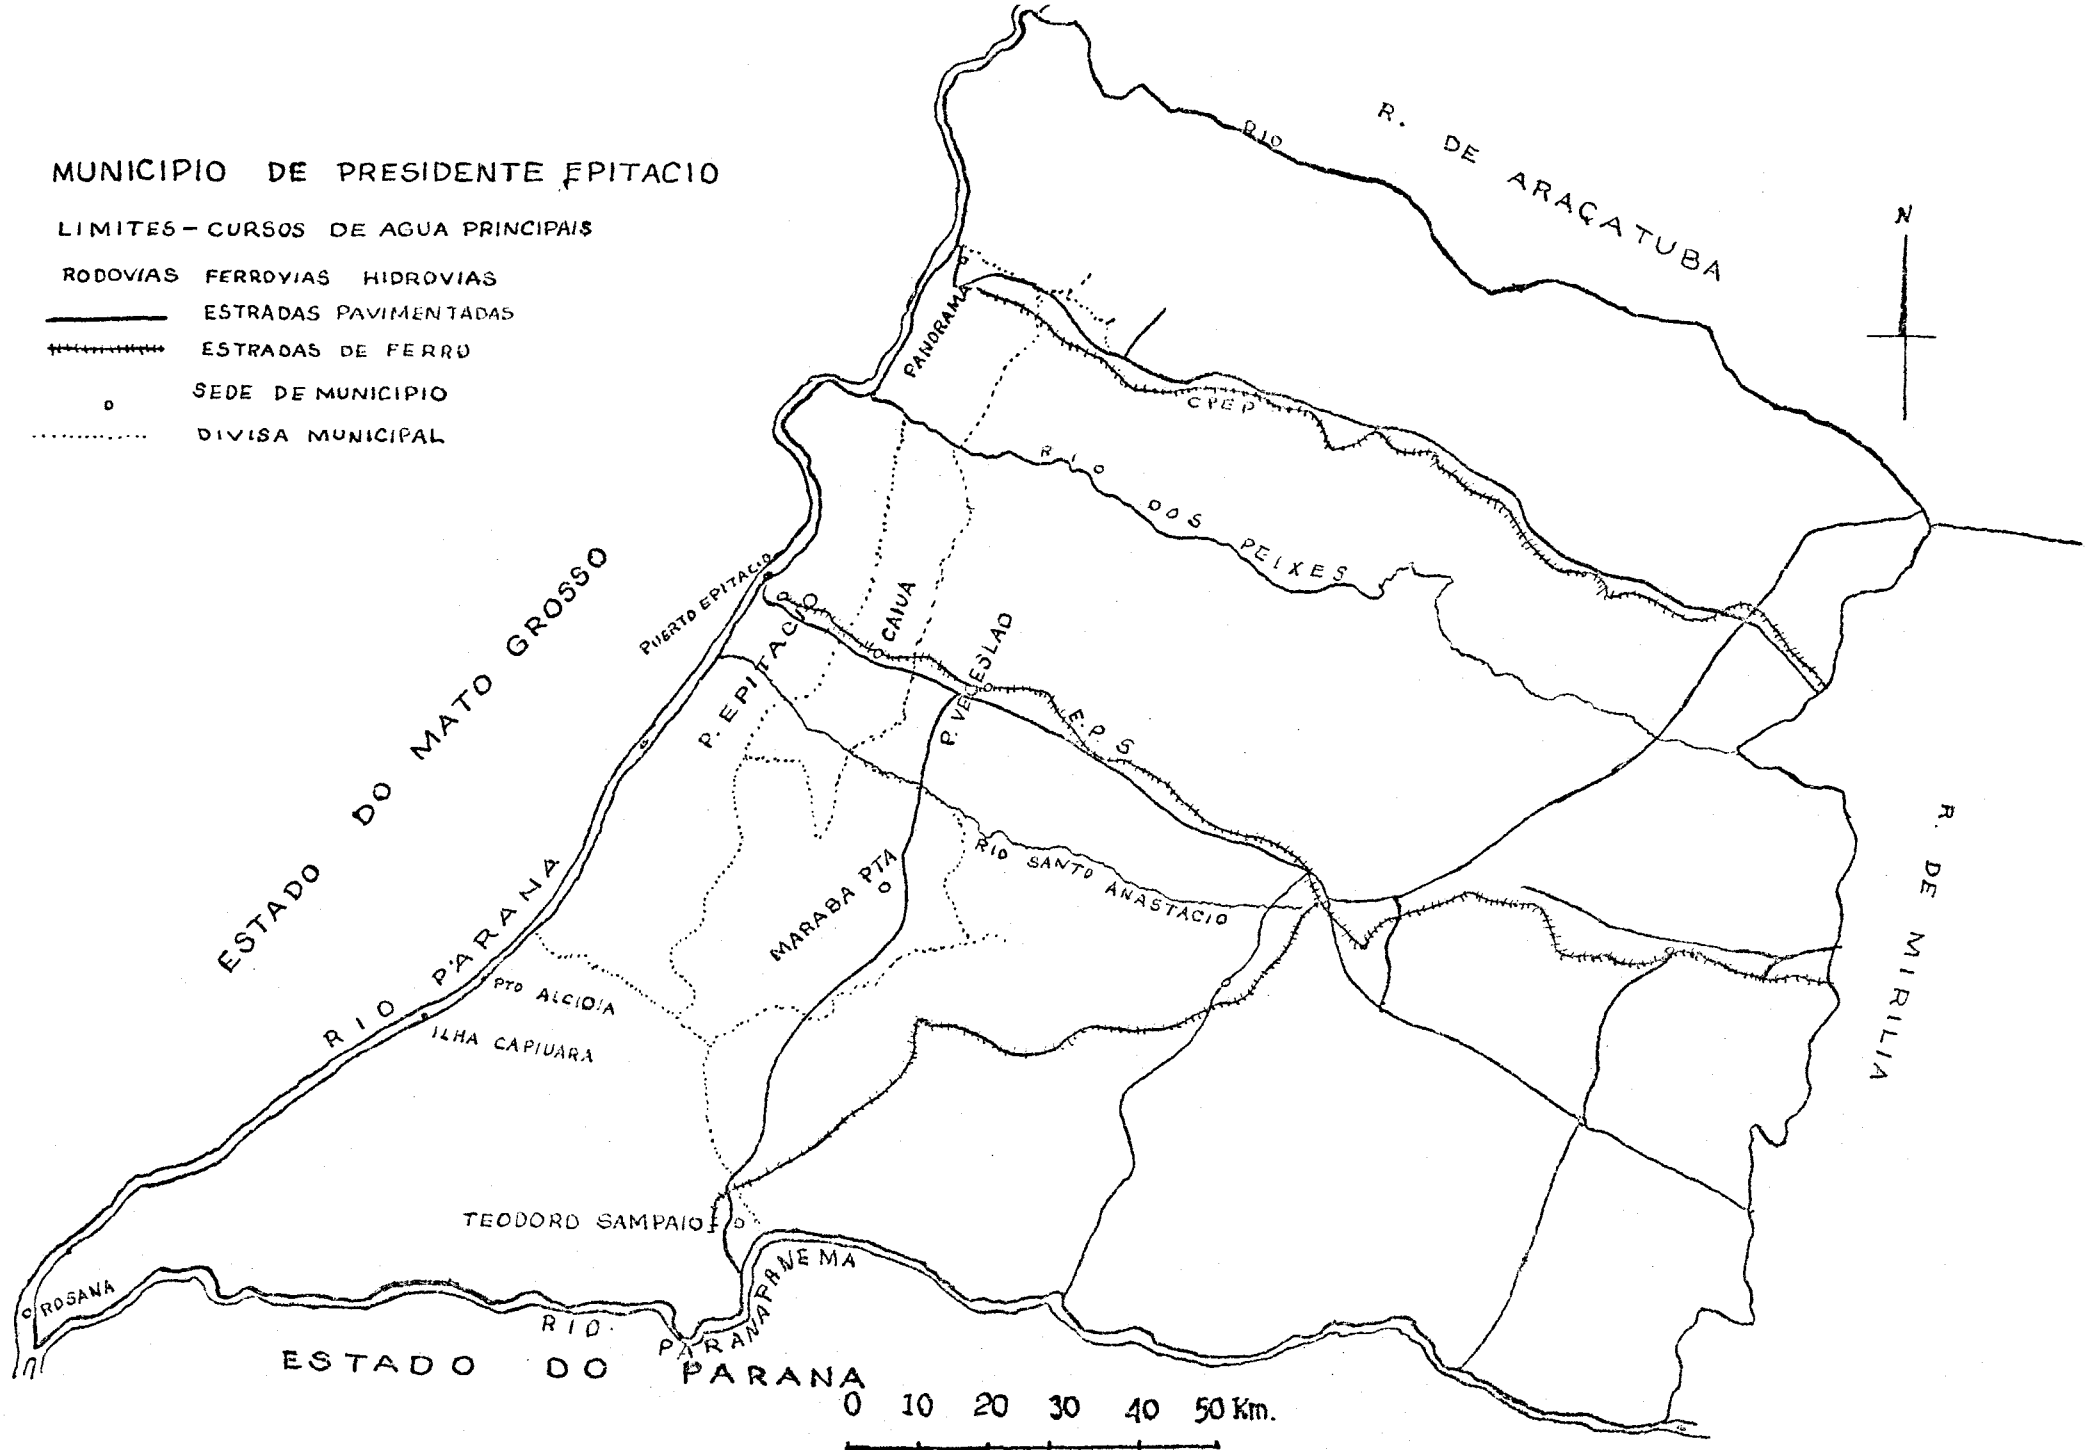 MUNICIPIO DE PRESIDENTE EPITACIO
LIMITES - CURSOS DE AGUA PRINCIPAIS
RODOVIAS FERROVIAS HIDROVIAS
ESTRADAS PAVIMENTADAS
ESTRADAS DE FERRO
SEDE DE MUNICIPIO
DIVISA MUNICIPAL
RIO
R. DE ARAÇATUBA
N
PANORAMA
CPEP
RIO DOS PEIXES
ESTADO DO MATO GROSSO
PUERTO EPITACIO
P. EPITACIO
CAIUA
P. VE ESLAO
E.P S
R. DE MIRILIA
RIO SANTO ANASTACIO
MARABA PTA
RIO PARANA
PTO ALCIDIA
ILHA CAPIUARA
TEODORO SAMPAIO
ROSANA
RIO PARANAPANEMA
ESTADO DO PARANA
0 10 20 30 40 50 Km.